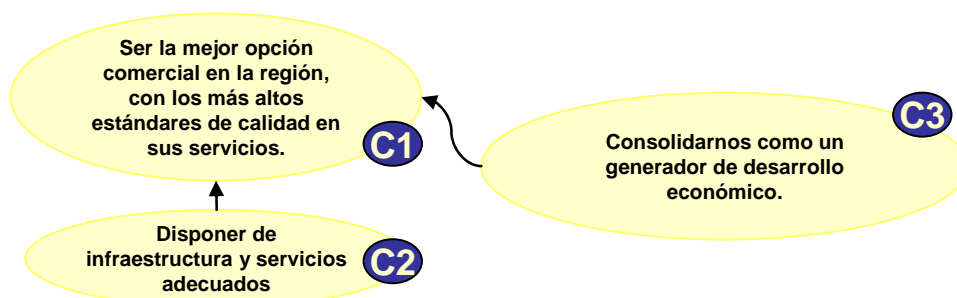 Ser la mejor opción
comercial en la región,
con los más altos
estándares de calidad en
sus servicios.
C1
C3
Consolidarnos como un
generador de desarrollo
económico.
Disponer de
infraestructura y servicios
adecuados
C2